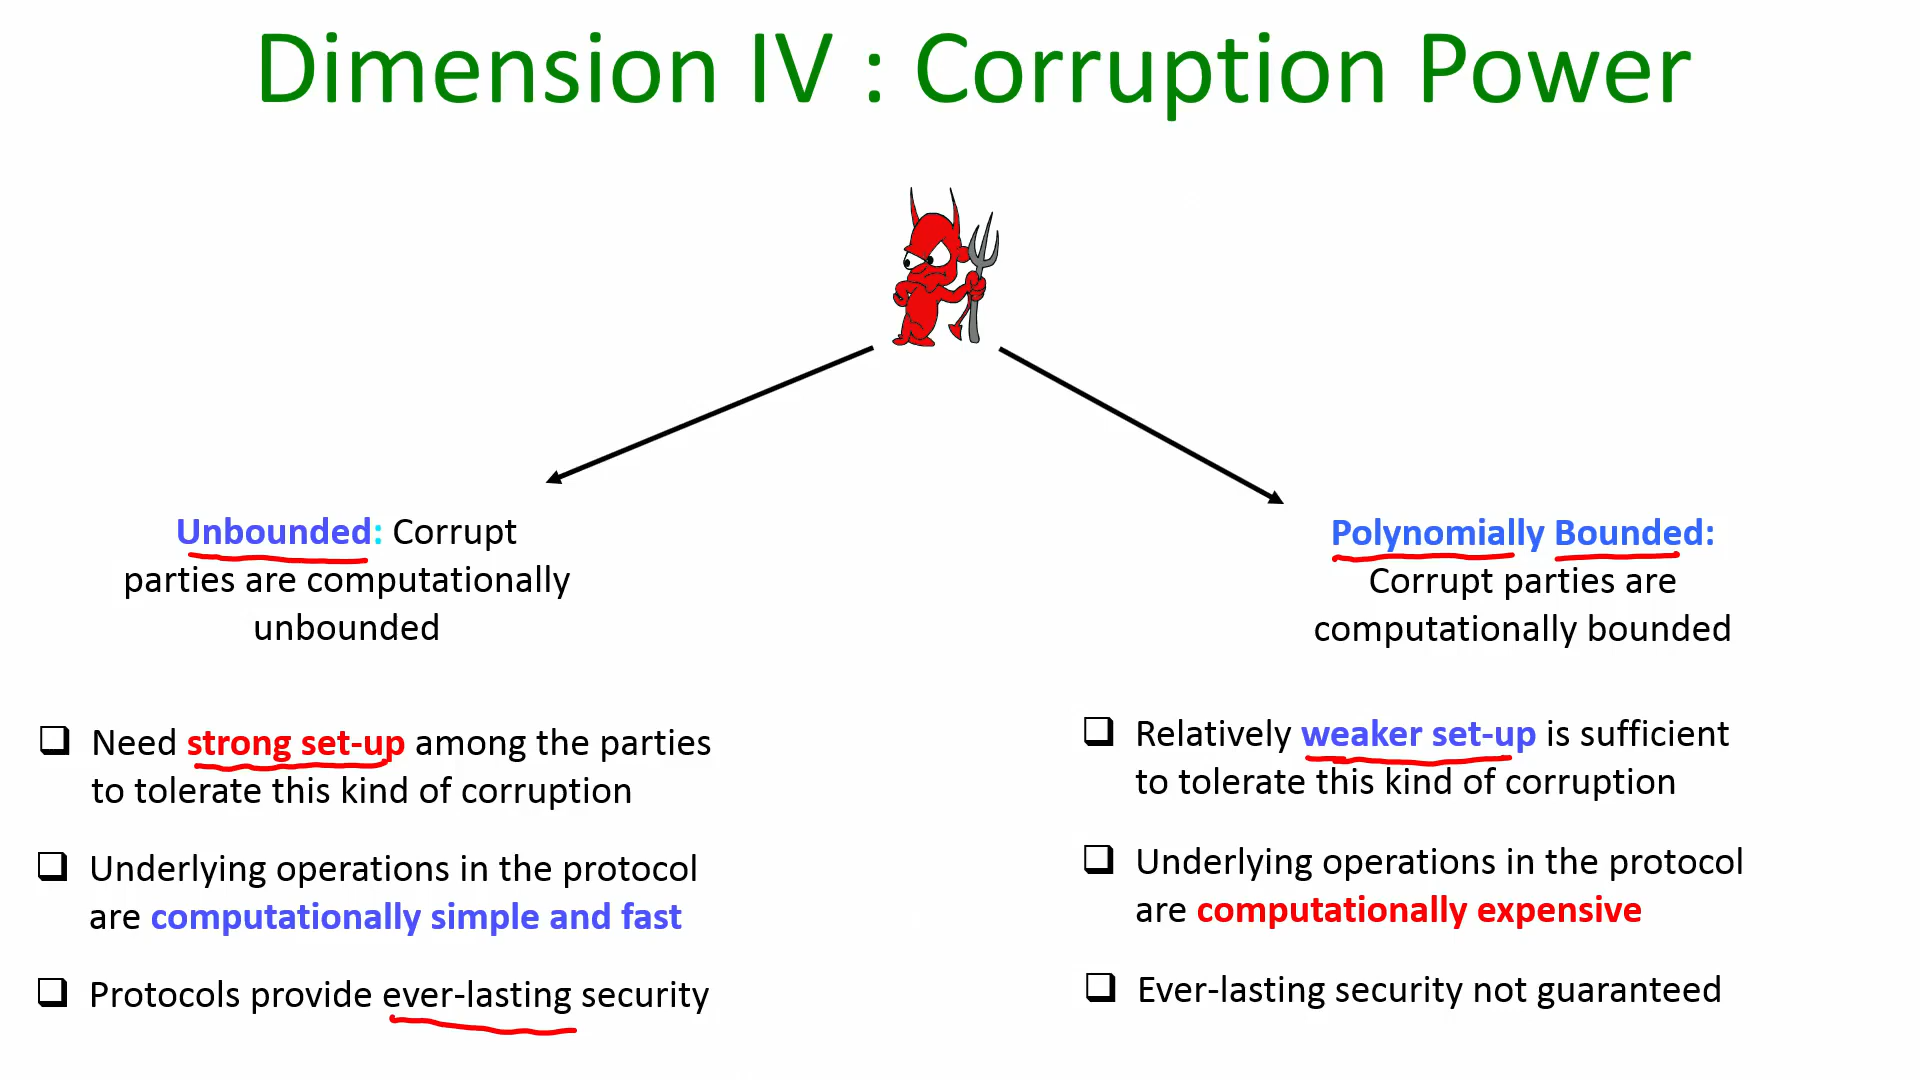 Dimension IV : Corruption Power
Unbounded: Corrupt
parties are computationally
unbounded
Need strong set-up among the parties
to tolerate this kind of corruption
Underlying operations in the protocol
are computationally simple and fast
Protocols provide ever-lasting security
Polynomially Bounded:
Corrupt parties are
computationally bounded
Relatively weaker set-up is sufficient
to tolerate this kind of corruption
Underlying operations in the protocol
are computationally expensive
Ever-lasting security not guaranteed